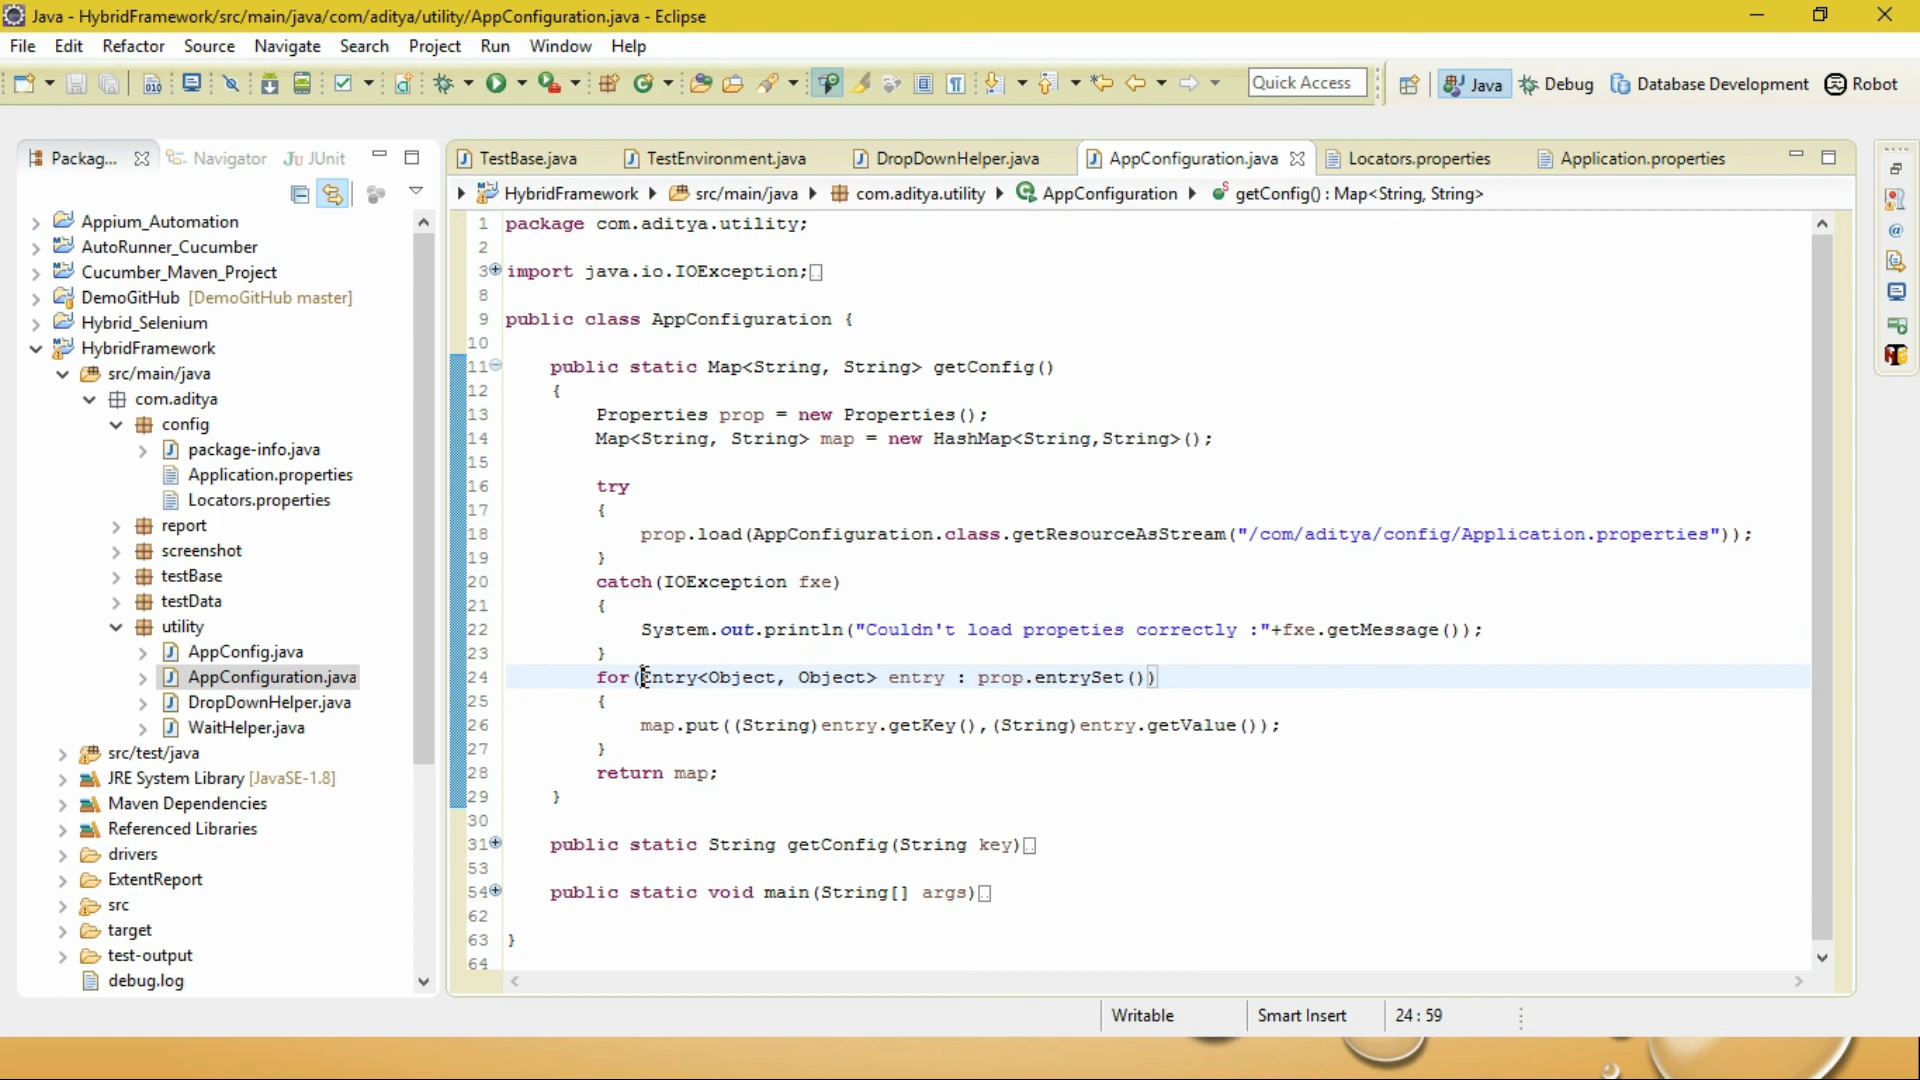 Java - HybridFramework/src/main/java/com/aditya/utility/AppConfiguration.java - Eclipse
File Edit Refactor Source Navigate Search Project Run Window Help
Quick Access Java Debug Database Development Robot
Packag... Navigator JUnit
TestBase.java TestEnvironment.java DropDownHelper.java AppConfiguration.java Locators.properties Application.properties
HybridFramework src/main/java com.aditya.utility AppConfiguration getConfig() : Map<String, String>
Appium_Automation
AutoRunner_Cucumber
Cucumber_Maven_Project
DemoGitHub [DemoGitHub master]
Hybrid_Selenium
HybridFramework
src/main/java
com.aditya
config
package-info.java
Application.properties
Locators.properties
report
screenshot
testBase
testData
utility
AppConfig.java
AppConfiguration.java
DropDownHelper.java
WaitHelper.java
src/test/java
JRE System Library [JavaSE-1.8]
Maven Dependencies
Referenced Libraries
drivers
ExtentReport
src
target
test-output
debug.log
1 package com.aditya.utility;
2
3 import java.io.IOException;
8
9 public class AppConfiguration {
10
11 public static Map<String, String> getConfig()
12 {
13 Properties prop = new Properties();
14 Map<String, String> map = new HashMap<String,String>();
15
16 try
17 {
18 prop.load(AppConfiguration.class.getResourceAsStream("/com/aditya/config/Application.properties"));
19 }
20 catch(IOException fxe)
21 {
22 System.out.println("Couldn't load propeties correctly :"+fxe.getMessage());
23 }
24 for(Entry<Object, Object> entry : prop.entrySet())
25 {
26 map.put((String)entry.getKey(),(String)entry.getValue());
27 }
28 return map;
29 }
30
31 public static String getConfig(String key)
53
54 public static void main(String[] args)
62
63 }
64
Writable Smart Insert 24 : 59